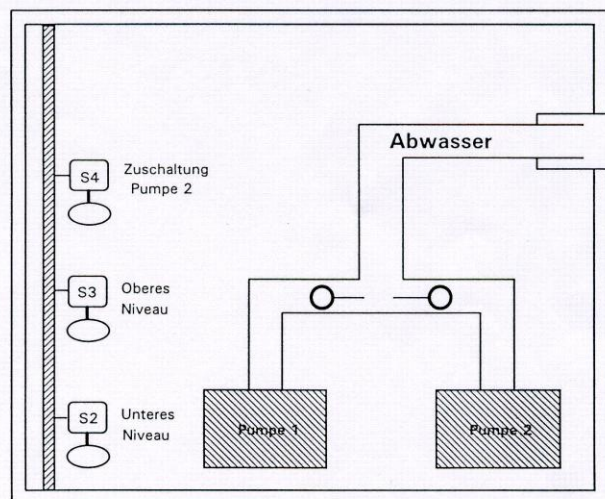 Abwasser
S4
Zuschaltung
Pumpe 2
S3
Oberes
Niveau
S2
Unteres
Niveau
Pumpe 1
Pumpe 2